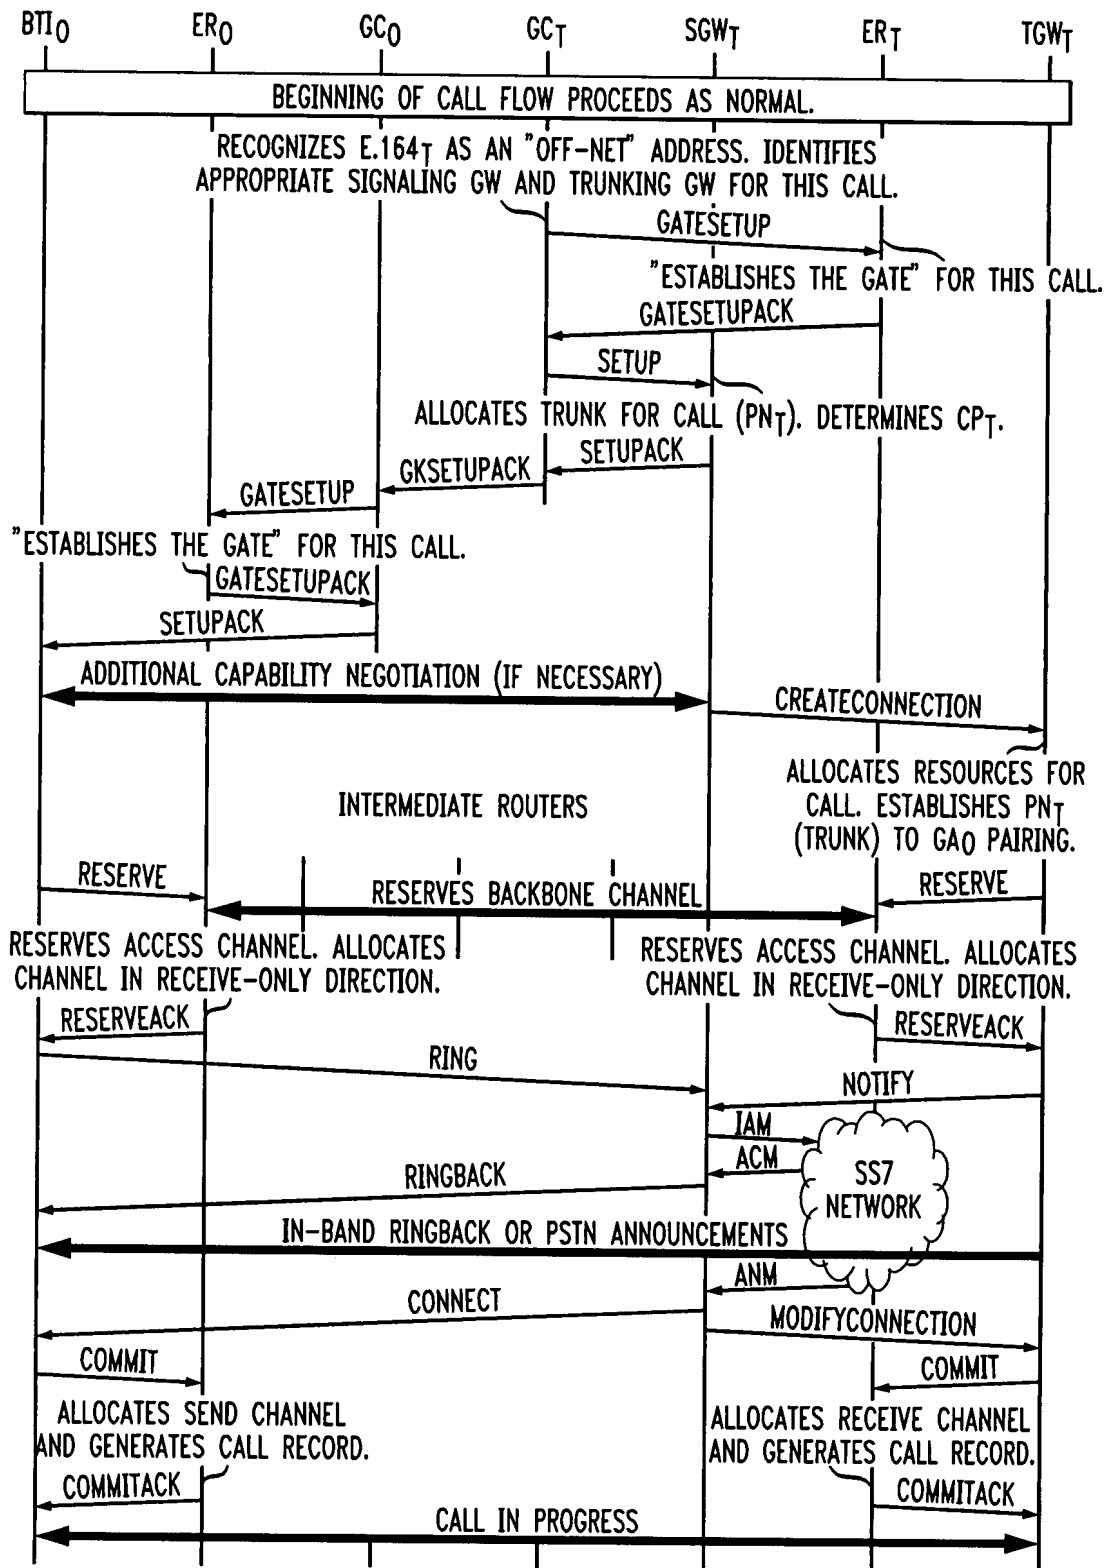 BTIO ERO GCO GCT SGWT ERT TGWT
BEGINNING OF CALL FLOW PROCEEDS AS NORMAL.
RECOGNIZES E.164T AS AN "OFF-NET" ADDRESS. IDENTIFIES
APPROPRIATE SIGNALING GW AND TRUNKING GW FOR THIS CALL.
GATESETUP
"ESTABLISHES THE GATE" FOR THIS CALL.
GATESETUPACK
SETUP
ALLOCATES TRUNK FOR CALL (PNT). DETERMINES CPT.
SETUPACK
GKSETUPACK
GATESETUP
"ESTABLISHES THE GATE" FOR THIS CALL.
GATESETUPACK
SETUPACK
ADDITIONAL CAPABILITY NEGOTIATION (IF NECESSARY)
CREATECONNECTION
ALLOCATES RESOURCES FOR
CALL. ESTABLISHES PNT
(TRUNK) TO GAO PAIRING.
INTERMEDIATE ROUTERS
RESERVE
RESERVES BACKBONE CHANNEL
RESERVE
RESERVES ACCESS CHANNEL. ALLOCATES
CHANNEL IN RECEIVE-ONLY DIRECTION.
RESERVES ACCESS CHANNEL. ALLOCATES
CHANNEL IN RECEIVE-ONLY DIRECTION.
RESERVEACK
RESERVEACK
RING
NOTIFY
IAM
ACM
SS7
NETWORK
RINGBACK
IN-BAND RINGBACK OR PSTN ANNOUNCEMENTS
ANM
CONNECT
MODIFYCONNECTION
COMMIT
COMMIT
ALLOCATES SEND CHANNEL
AND GENERATES CALL RECORD.
ALLOCATES RECEIVE CHANNEL
AND GENERATES CALL RECORD.
COMMITACK
COMMITACK
CALL IN PROGRESS